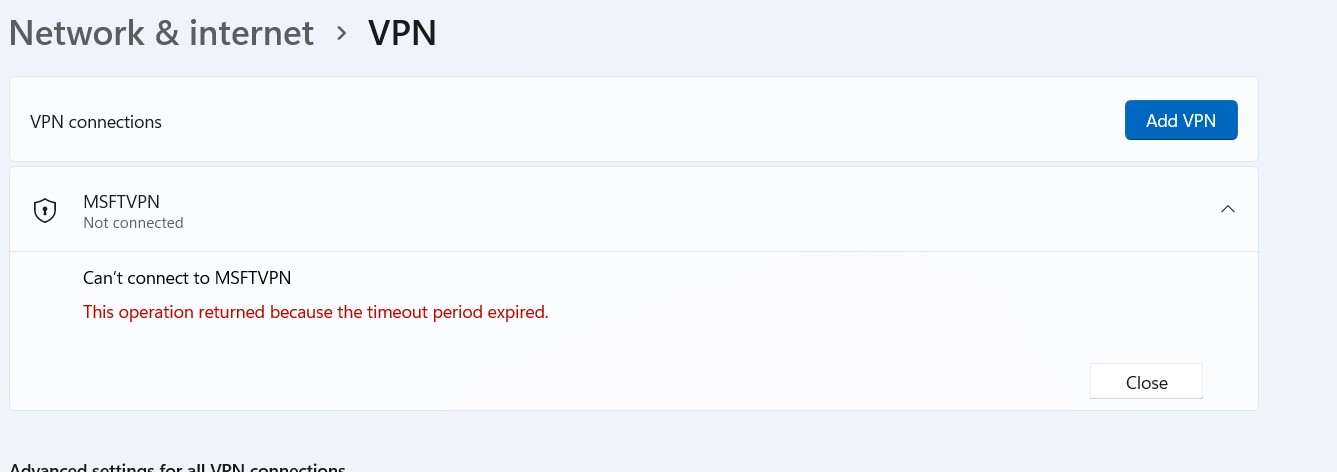 Network & internet > VPN
VPN connections
Add VPN
MSFTVPN
Not connected
Can't connect to MSFTVPN
This operation returned because the timeout period expired.
Close
Advanced settings for all VPN connections